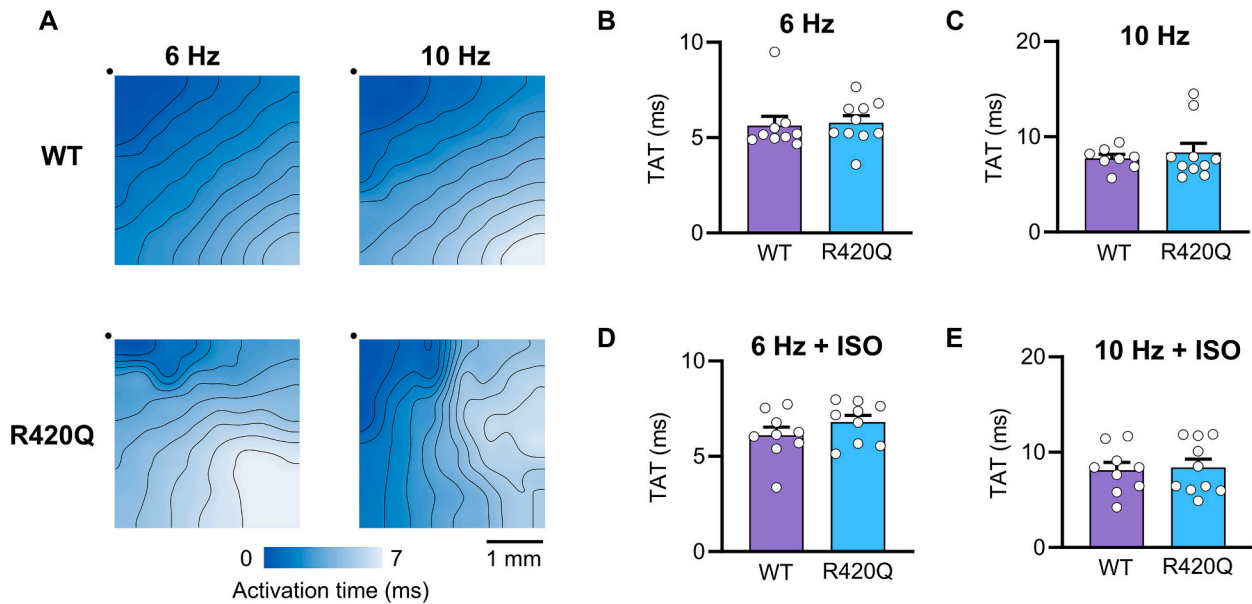 A
6 Hz
10 Hz
WT
R420Q
0
7
Activation time (ms)
1 mm
B
6 Hz
TAT (ms)
10
5
0
WT
R420Q
C
10 Hz
TAT (ms)
20
10
0
WT
R420Q
D
6 Hz + ISO
TAT (ms)
10
5
0
WT
R420Q
E
10 Hz + ISO
TAT (ms)
20
10
0
WT
R420Q